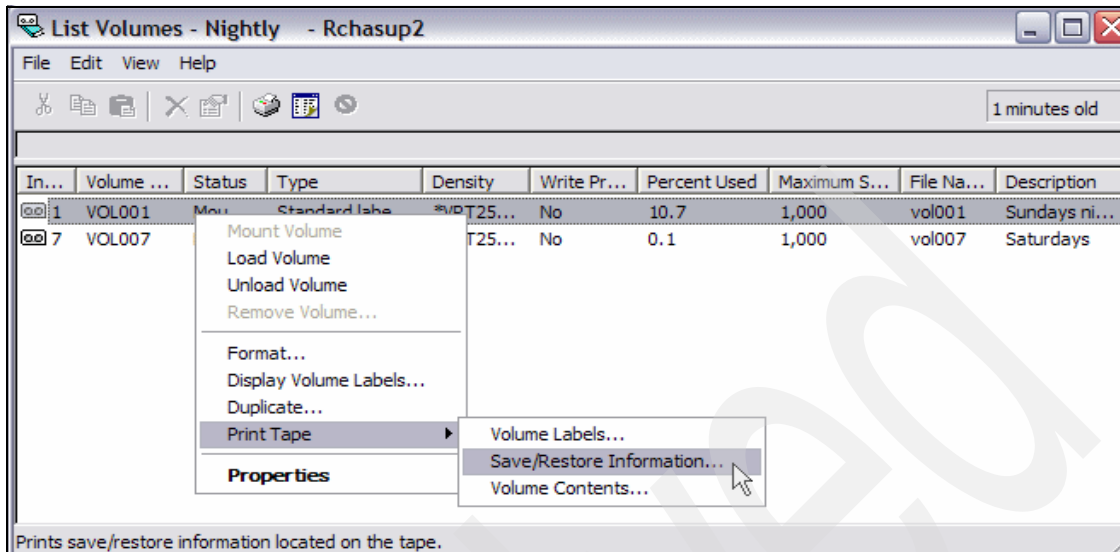 List Volumes - Nightly - Rchasup2
File Edit View Help
1 minutes old
In... Volume ... Status Type Density Write Pr... Percent Used Maximum S... File Na... Description
1 VOL001 Mou Standard labe *VRT25... No 10.7 1,000 vol001 Sundays ni...
7 VOL007 T25... No 0.1 1,000 vol007 Saturdays
Mount Volume
Load Volume
Unload Volume
Remove Volume...
Format...
Display Volume Labels...
Duplicate...
Print Tape
Properties
Volume Labels...
Save/Restore Information...
Volume Contents...
Prints save/restore information located on the tape.